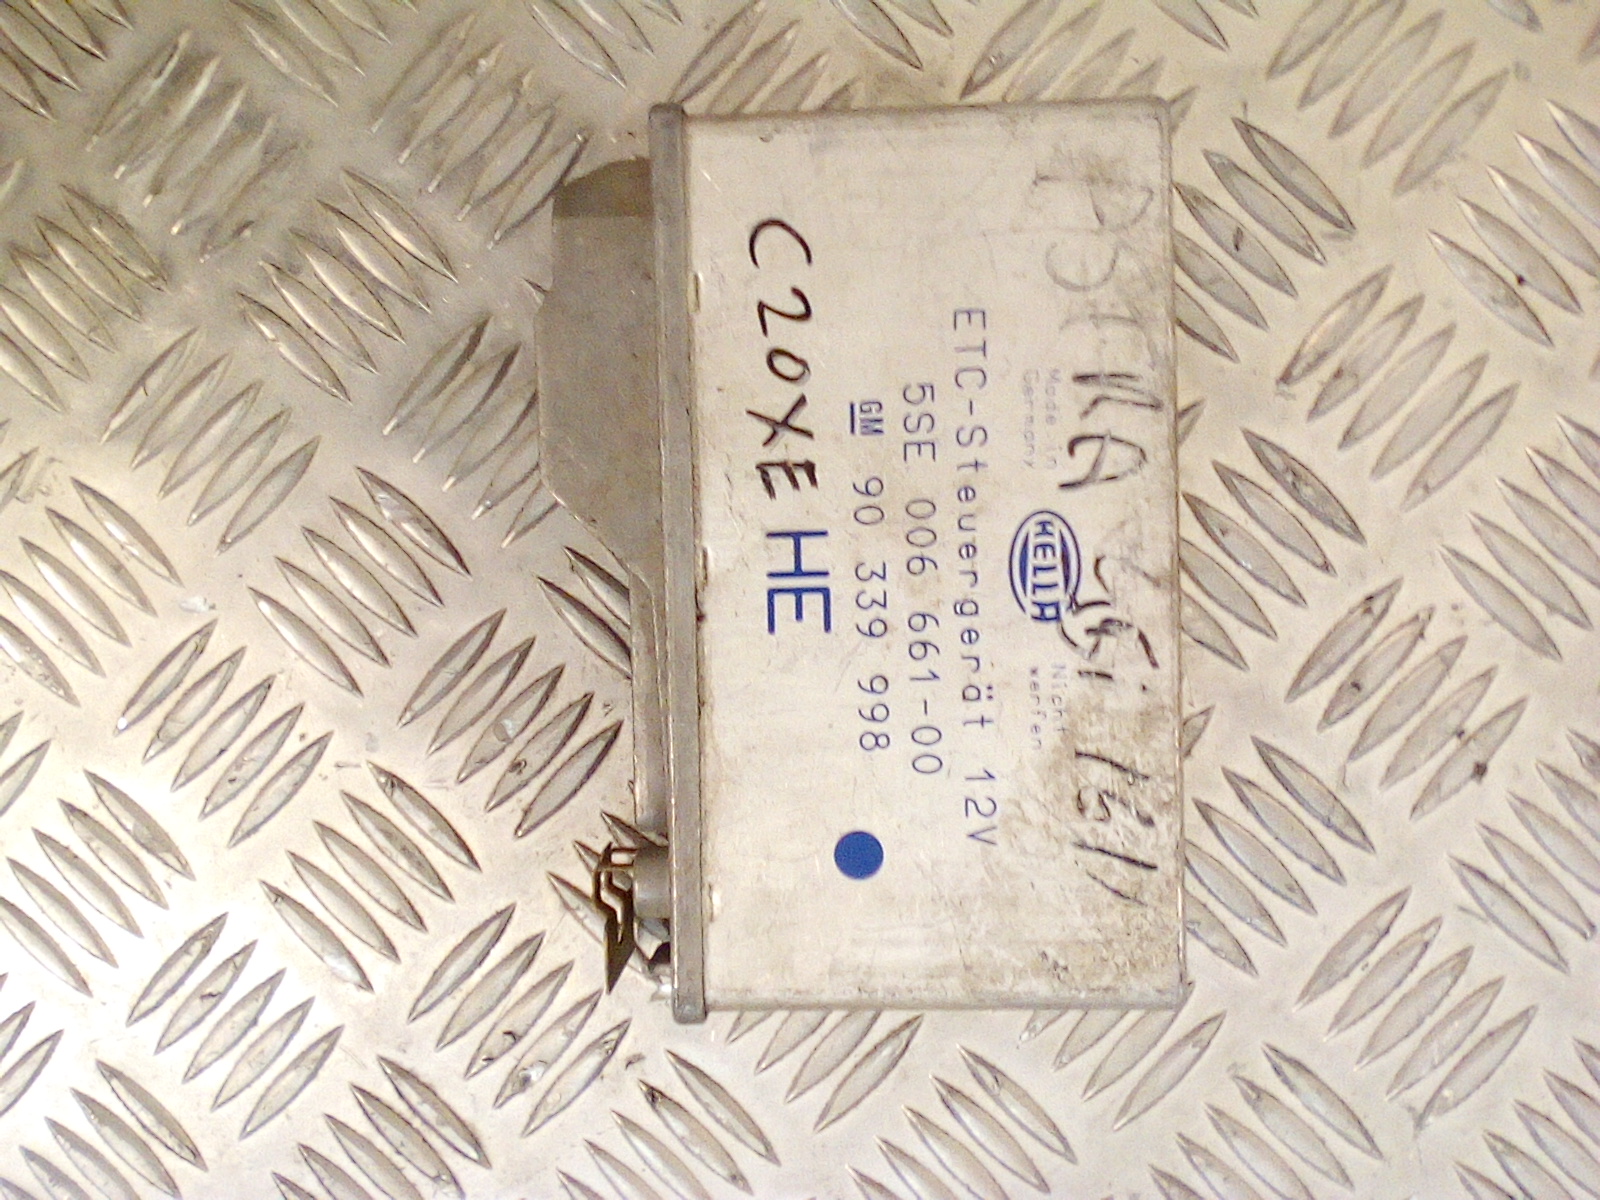 Made in
Germany
HELLA
Nicht
werfen
ETC-Steuergerät 12V
5SE 006 661-00
GM 90 339 998
C20XE HE